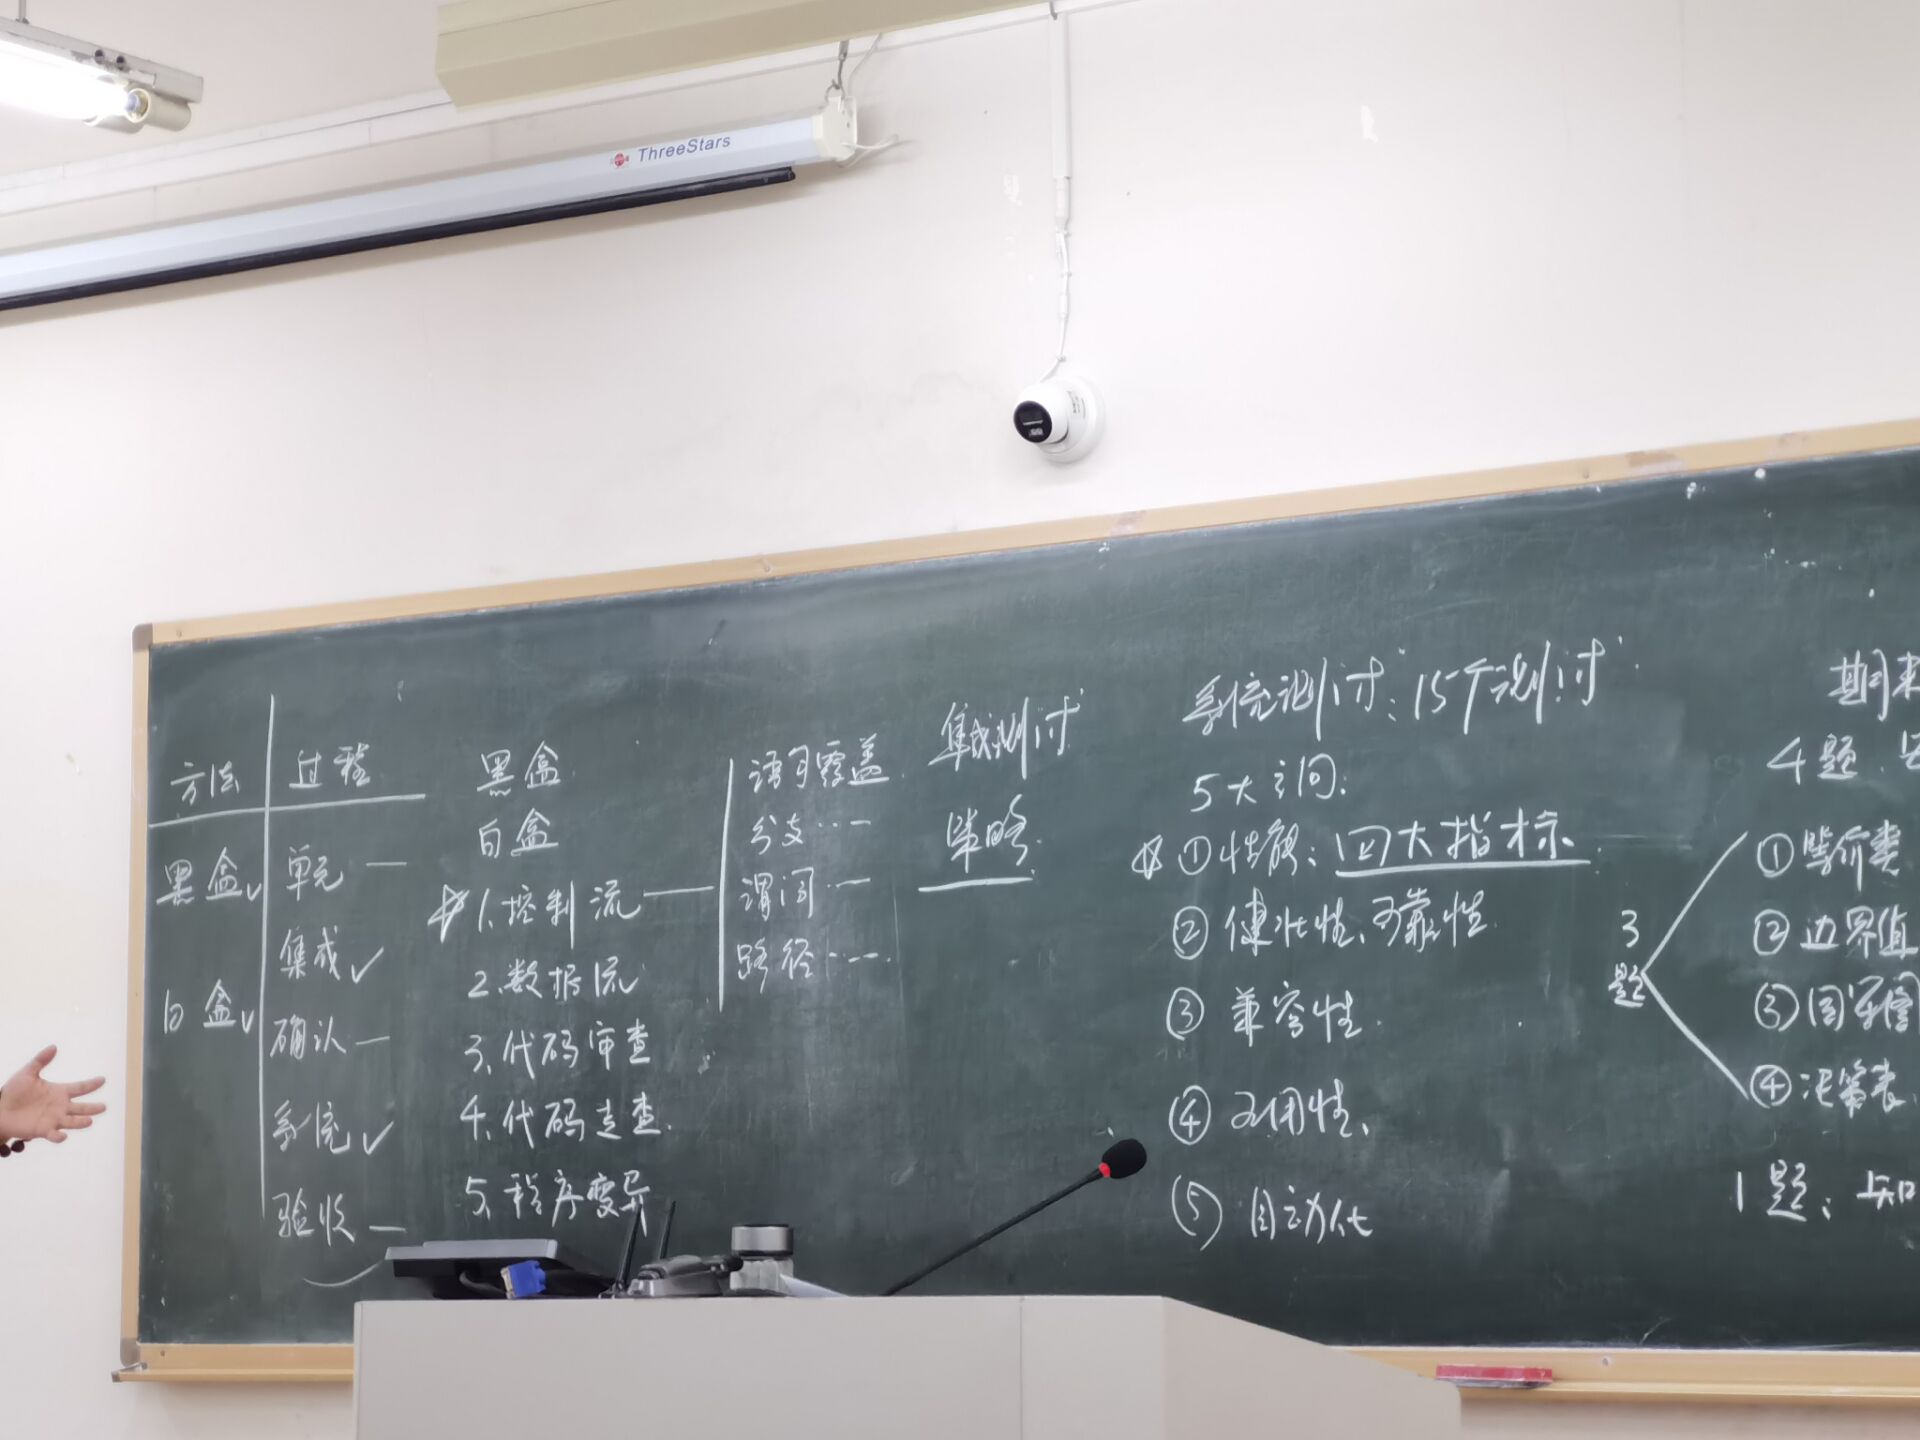 ThreeStars
方法 过程
黑盒✓
白盒✓
单元 —
集成✓
确认 —
系统✓
验收 —
黑盒
白盒
☆1.控制流 —
2.数据流
3.代码审查
4.代码走查.
5.程序变异
语句覆盖
分支……
谓词……
路径……
集成测试
策略.
系统测试:15个测试:
5大之间:
☆①性能:四大指标.
②健壮性、可靠性.
③兼容性.
④可用性、
⑤自动化
期末
4题.
3
题
①等价类
②边界值
③因果图
④决策表.
1题:知